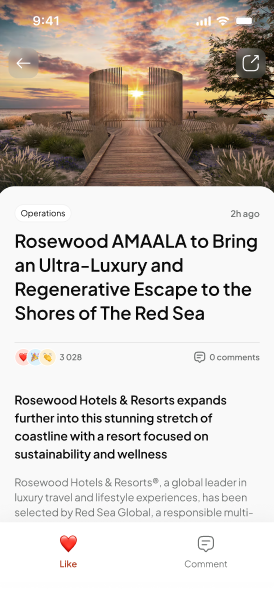 9:41
Operations
2h ago
Rosewood AMAALA to Bring
an Ultra-Luxury and
Regenerative Escape to the
Shores of The Red Sea
3 028
0 comments
Rosewood Hotels & Resorts expands
further into this stunning stretch of
coastline with a resort focused on
sustainability and wellness
Rosewood Hotels & Resorts®, a global leader in
luxury travel and lifestyle experiences, has been
selected by Red Sea Global, a responsible multi-
Like
Comment